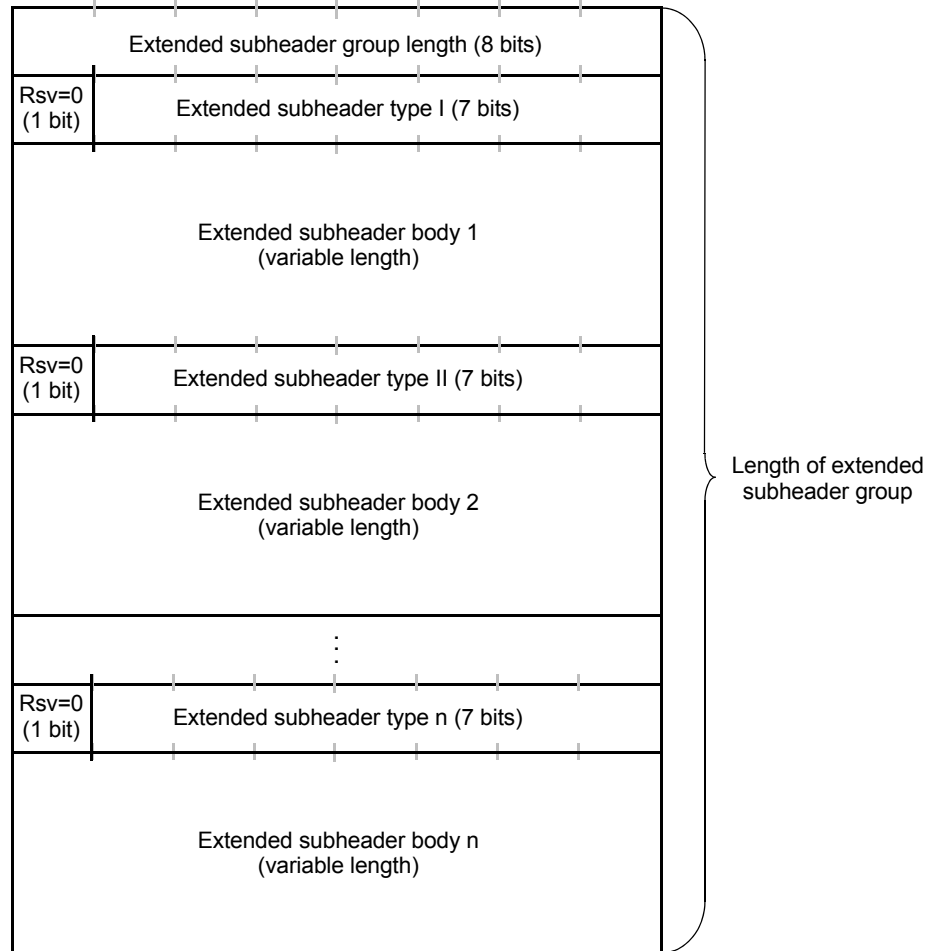 Extended subheader group length (8 bits)
Rsv=0
(1 bit)
Extended subheader type I (7 bits)
Extended subheader body 1
(variable length)
Rsv=0
(1 bit)
Extended subheader type II (7 bits)
Extended subheader body 2
(variable length)
Length of extended
subheader group
⋮
Rsv=0
(1 bit)
Extended subheader type n (7 bits)
Extended subheader body n
(variable length)